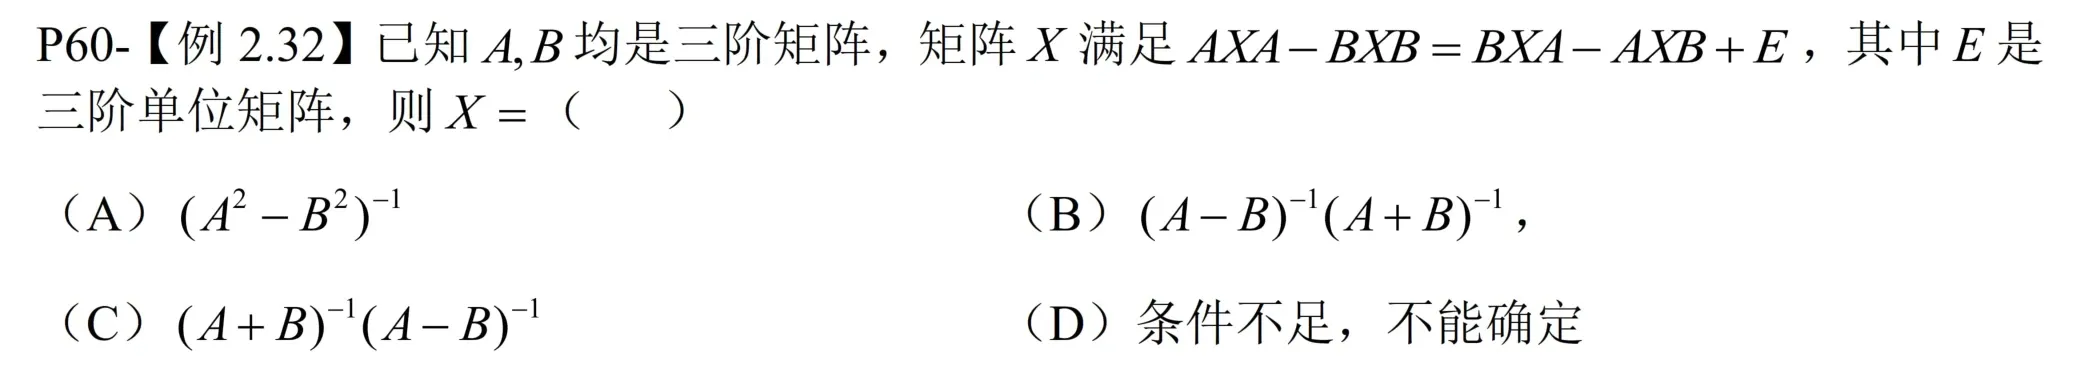 P60-【例 2.32】已知 A,B 均是三阶矩阵，矩阵 X 满足 AXA − BXB = BXA − AXB + E ，其中 E 是
三阶单位矩阵，则 X = （ ）
（A）(A² − B²)⁻¹
（B）(A − B)⁻¹(A + B)⁻¹，
（C）(A + B)⁻¹(A − B)⁻¹
（D）条件不足，不能确定